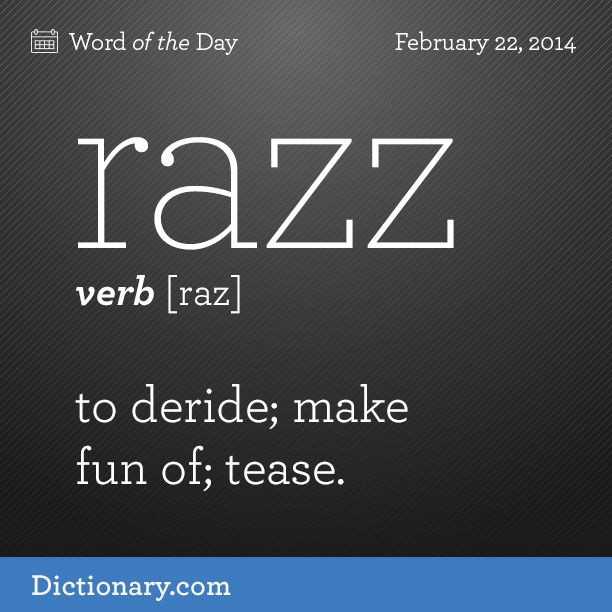 Word of the Day
February 22, 2014
razz
verb [raz]
to deride; make
fun of; tease.
Dictionary.com